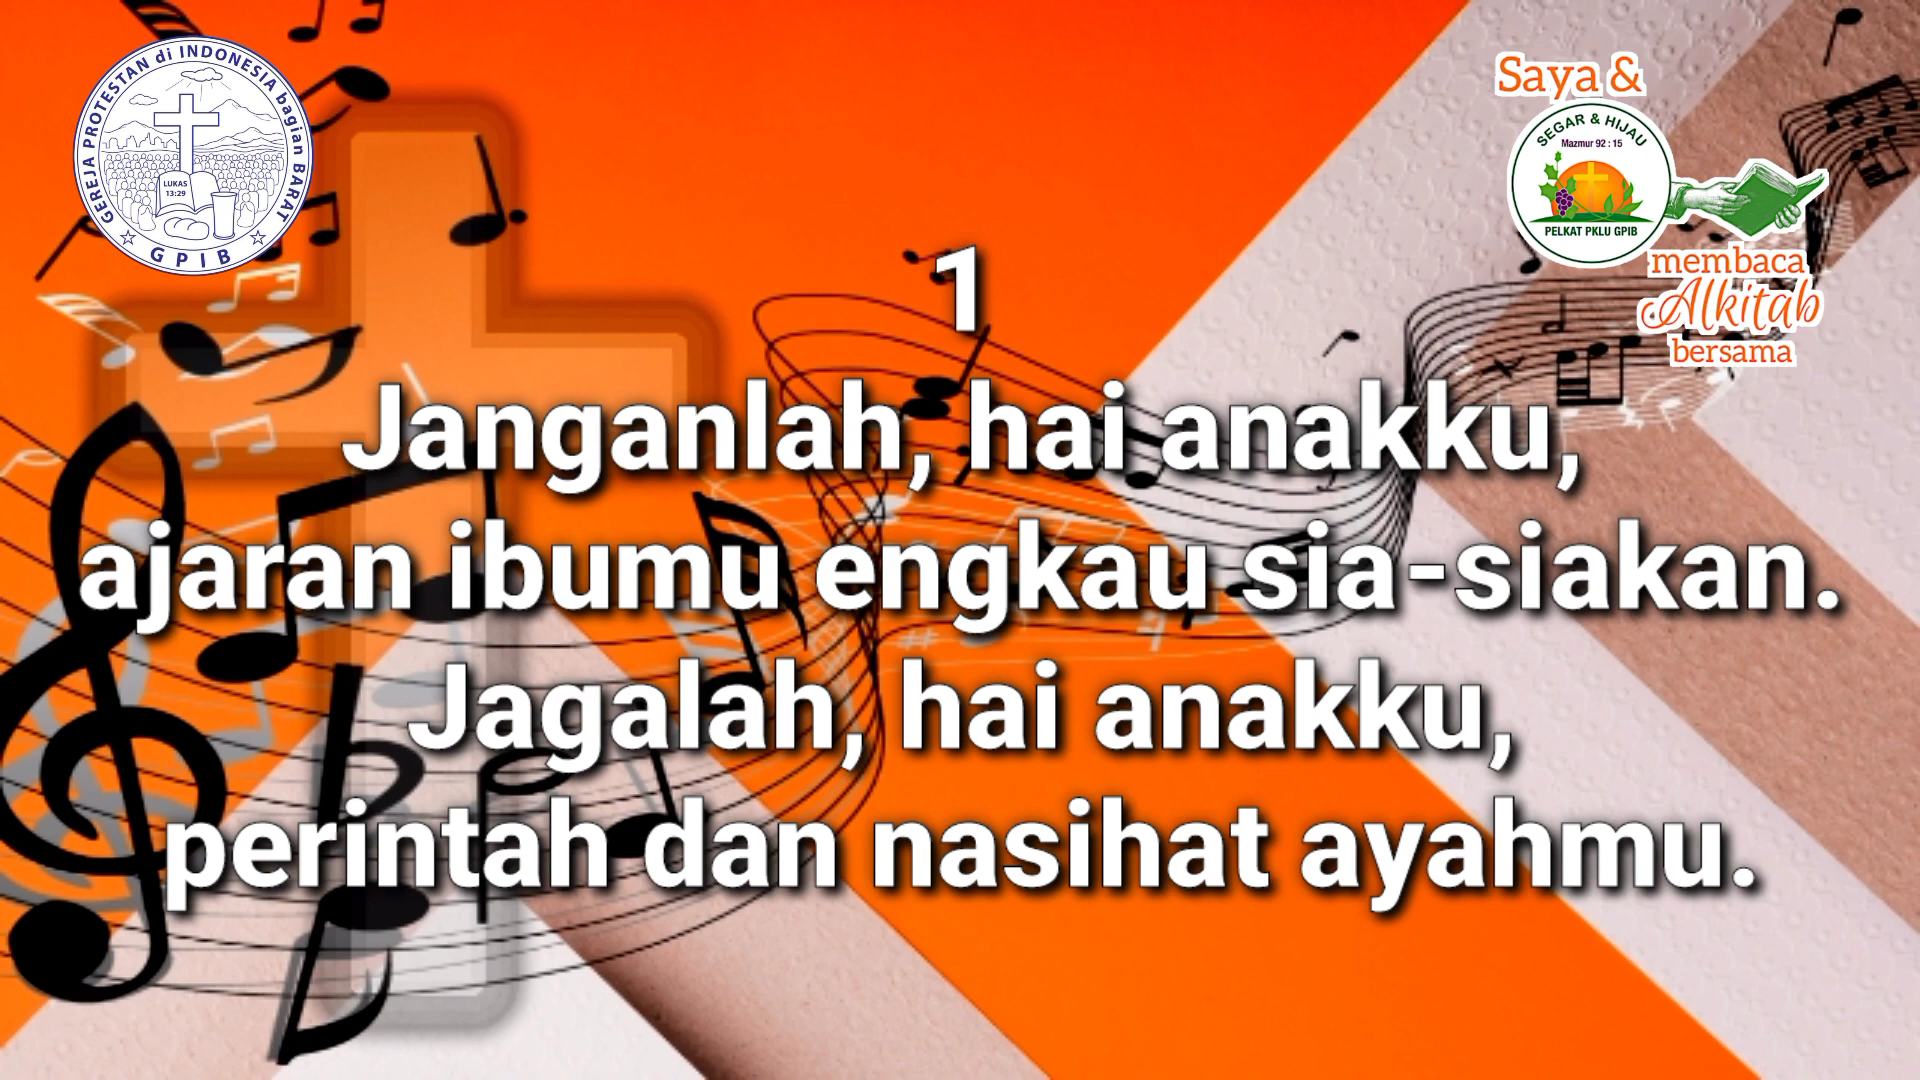 GEREJA PROTESTAN di INDONESIA bagian BARAT
LUKAS
13:29
GPIB
Saya &
SEGAR & HIJAU
Mazmur 92 : 15
PELKAT PKLU GPIB
membaca
Alkitab
bersama
1
Janganlah, hai anakku,
ajaran ibumu engkau sia-siakan.
Jagalah, hai anakku,
perintah dan nasihat ayahmu.